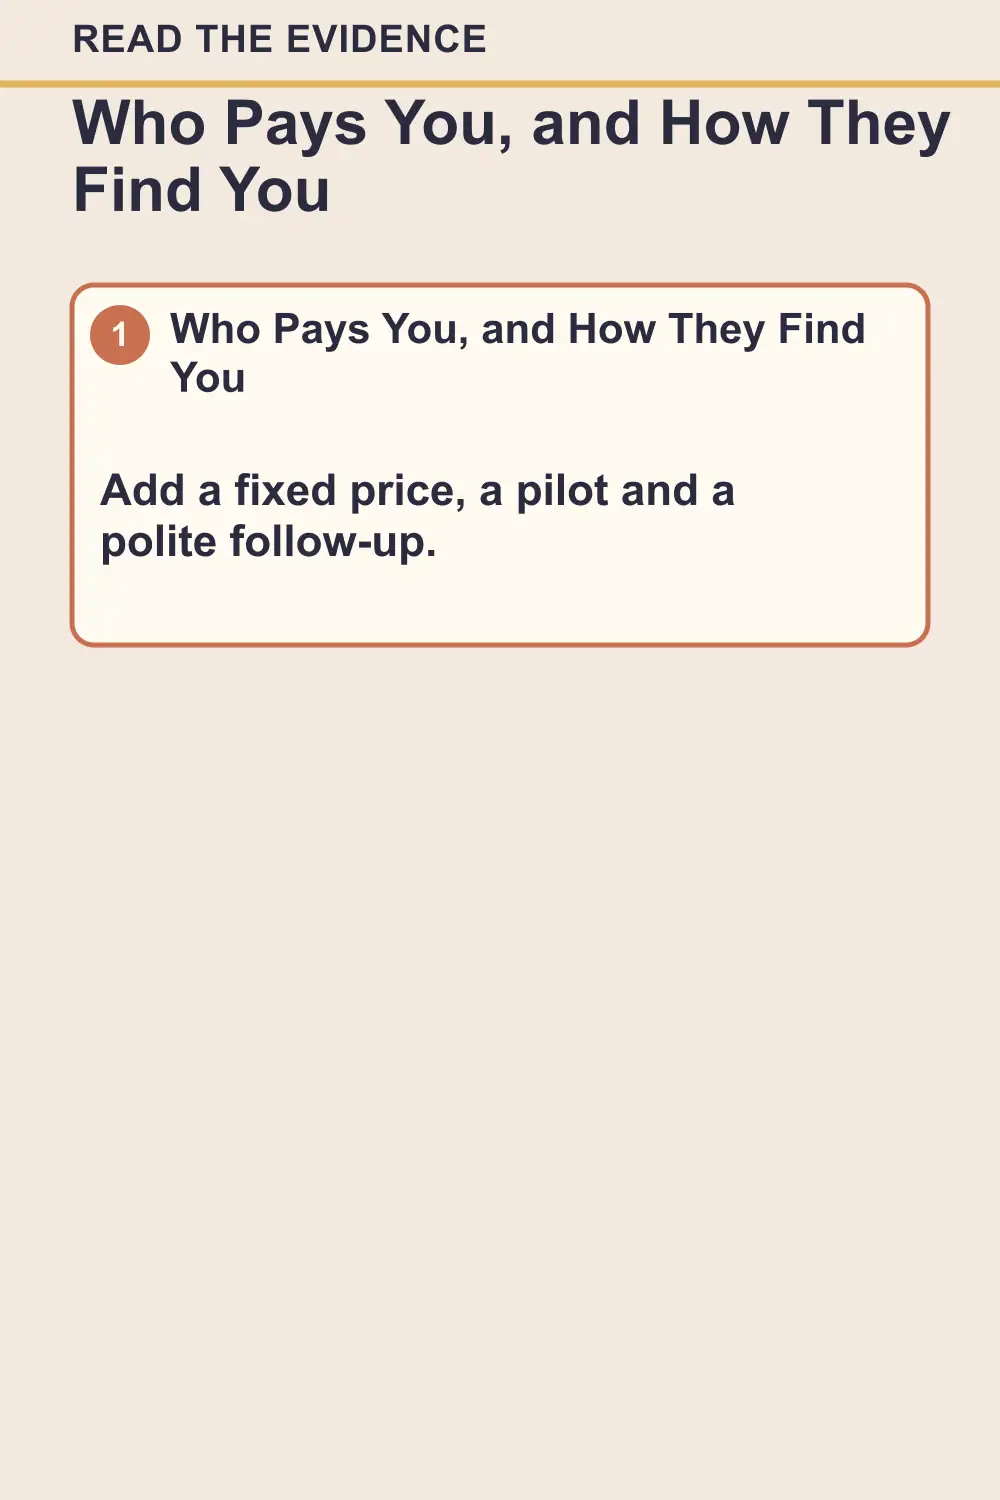 READ THE EVIDENCE
Who Pays You, and How They
Find You
1
Who Pays You, and How They Find
You
Add a fixed price, a pilot and a
polite follow-up.